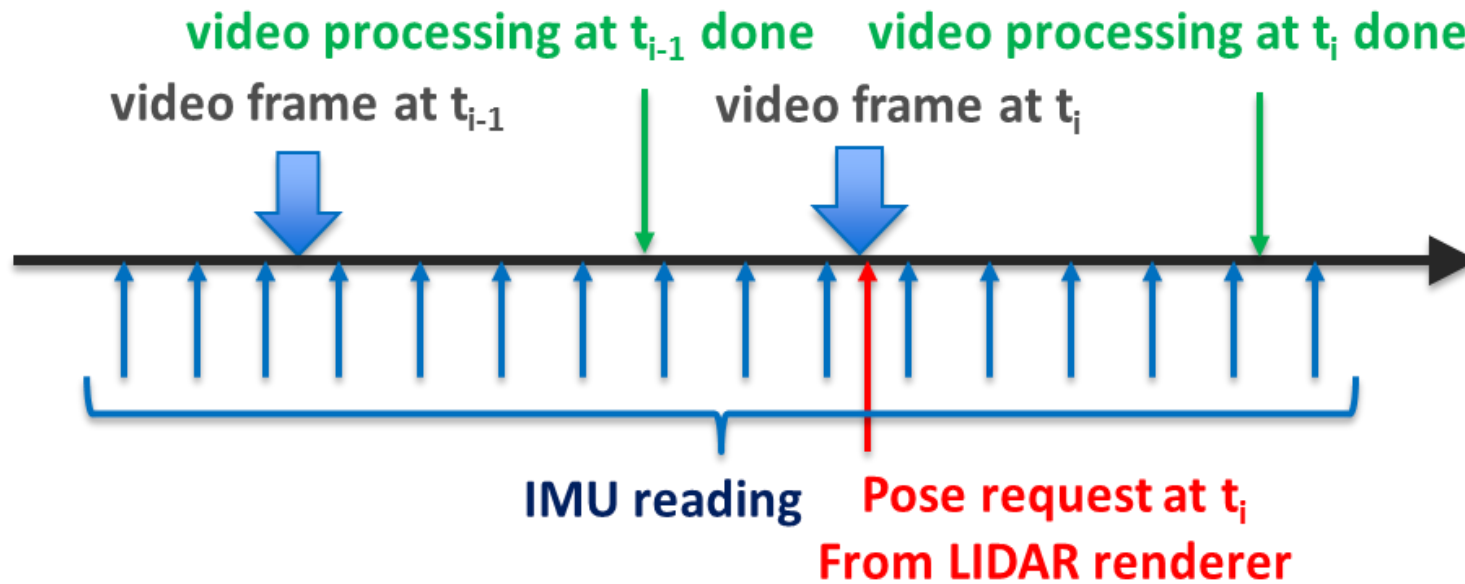 video processing at tᵢ₋₁ done video processing at tᵢ done
video frame at tᵢ₋₁ video frame at tᵢ
IMU reading Pose request at tᵢ
From LIDAR renderer